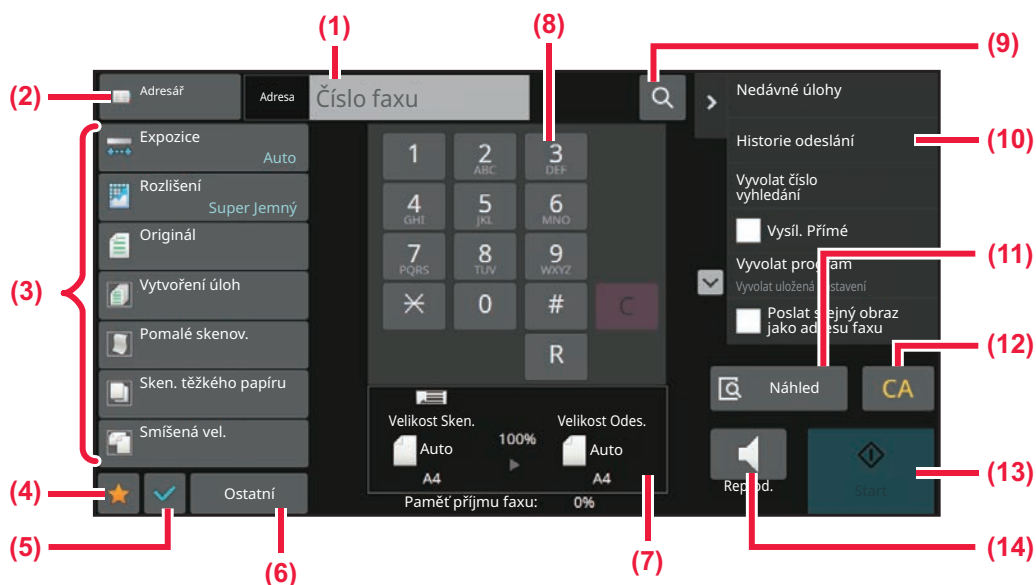 (1)
(8)
(9)
(2)
Adresář
Adresa
Číslo faxu
Nedávné úlohy
Historie odeslání
(10)
Vyvolat číslo
vyhledání
Vysíl. Přímé
(11)
Vyvolat program
Vyvolat uložená nastavení
Poslat stejný obraz
jako adresu faxu
(12)
(3)
Expozice
Auto
Rozlišení
Super Jemný
Originál
Vytvoření úloh
Pomalé skenov.
Sken. těžkého papíru
Smíšená vel.
1
2
ABC
3
DEF
4
GHI
5
JKL
6
MNO
7
PQRS
8
TUV
9
WXYZ
0
#
C
R
Náhled
CA
Velikost Sken.
Auto
A4
100%
Velikost Odes.
Auto
A4
Paměť příjmu faxu: 0%
Reprod.
Start
(13)
(4)
Ostatní
(5)
(6)
(7)
(14)